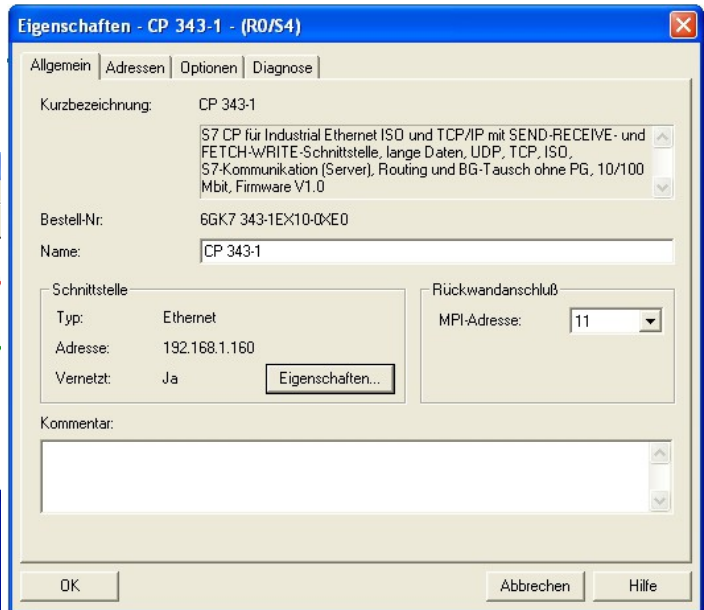 Eigenschaften - CP 343-1 - (R0/S4)
Allgemein Adressen Optionen Diagnose
Kurzbezeichnung: CP 343-1
S7 CP für Industrial Ethernet ISO und TCP/IP mit SEND-RECEIVE- und
FETCH-WRITE-Schnittstelle, lange Daten, UDP, TCP, ISO,
S7-Kommunikation (Server), Routing und BG-Tausch ohne PG, 10/100
Mbit, Firmware V1.0
Bestell-Nr: 6GK7 343-1EX10-0XE0
Name: CP 343-1
Schnittstelle
Typ: Ethernet
Adresse: 192.168.1.160
Vernetzt: Ja Eigenschaften...
Rückwandanschluß
MPI-Adresse: 11
Kommentar:
OK Abbrechen Hilfe